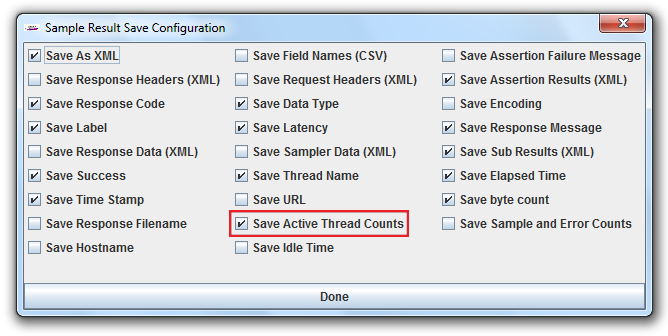 Sample Result Save Configuration
Save As XML Save Field Names (CSV) Save Assertion Failure Message
Save Response Headers (XML) Save Request Headers (XML) Save Assertion Results (XML)
Save Response Code Save Data Type Save Encoding
Save Label Save Latency Save Response Message
Save Response Data (XML) Save Sampler Data (XML) Save Sub Results (XML)
Save Success Save Thread Name Save Elapsed Time
Save Time Stamp Save URL Save byte count
Save Response Filename Save Active Thread Counts Save Sample and Error Counts
Save Hostname Save Idle Time
Done